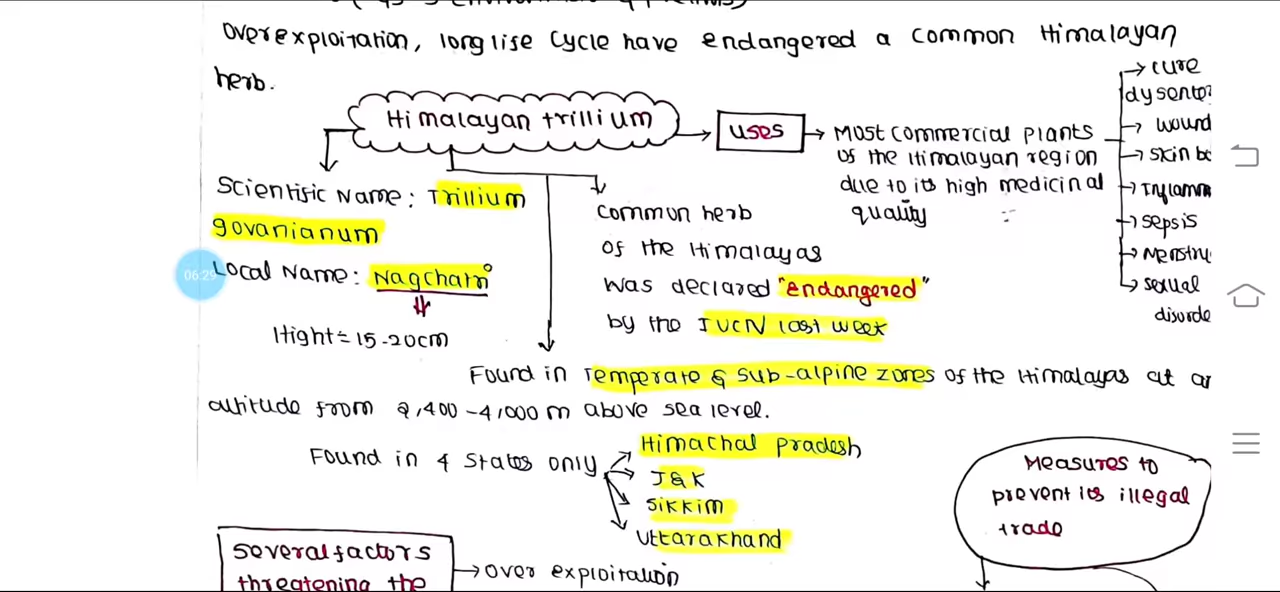 Overexploitation, long life cycle have endangered a common Himalayan
herb.
Himalayan trillium
uses
Most commercial plants
of the Himalayan region
due to its high medicinal
quality
cure
wound
sepsis
sexual
Scientific Name: Trillium
govanianum
Local Name: Nagchatri
06:29
Hight = 15-20cm
common herb
of the Himalayas
was declared "endangered"
by the IUCN last week
Found in Temperate & sub-alpine zones of the Himalayas at
altitude from 2,400-4,000 m above sea level.
Found in 4 states only
Himachal pradesh
J&K
Sikkim
Uttarakhand
Measures to
prevent its illegal
trade
Several factors
threatening the
over exploitation